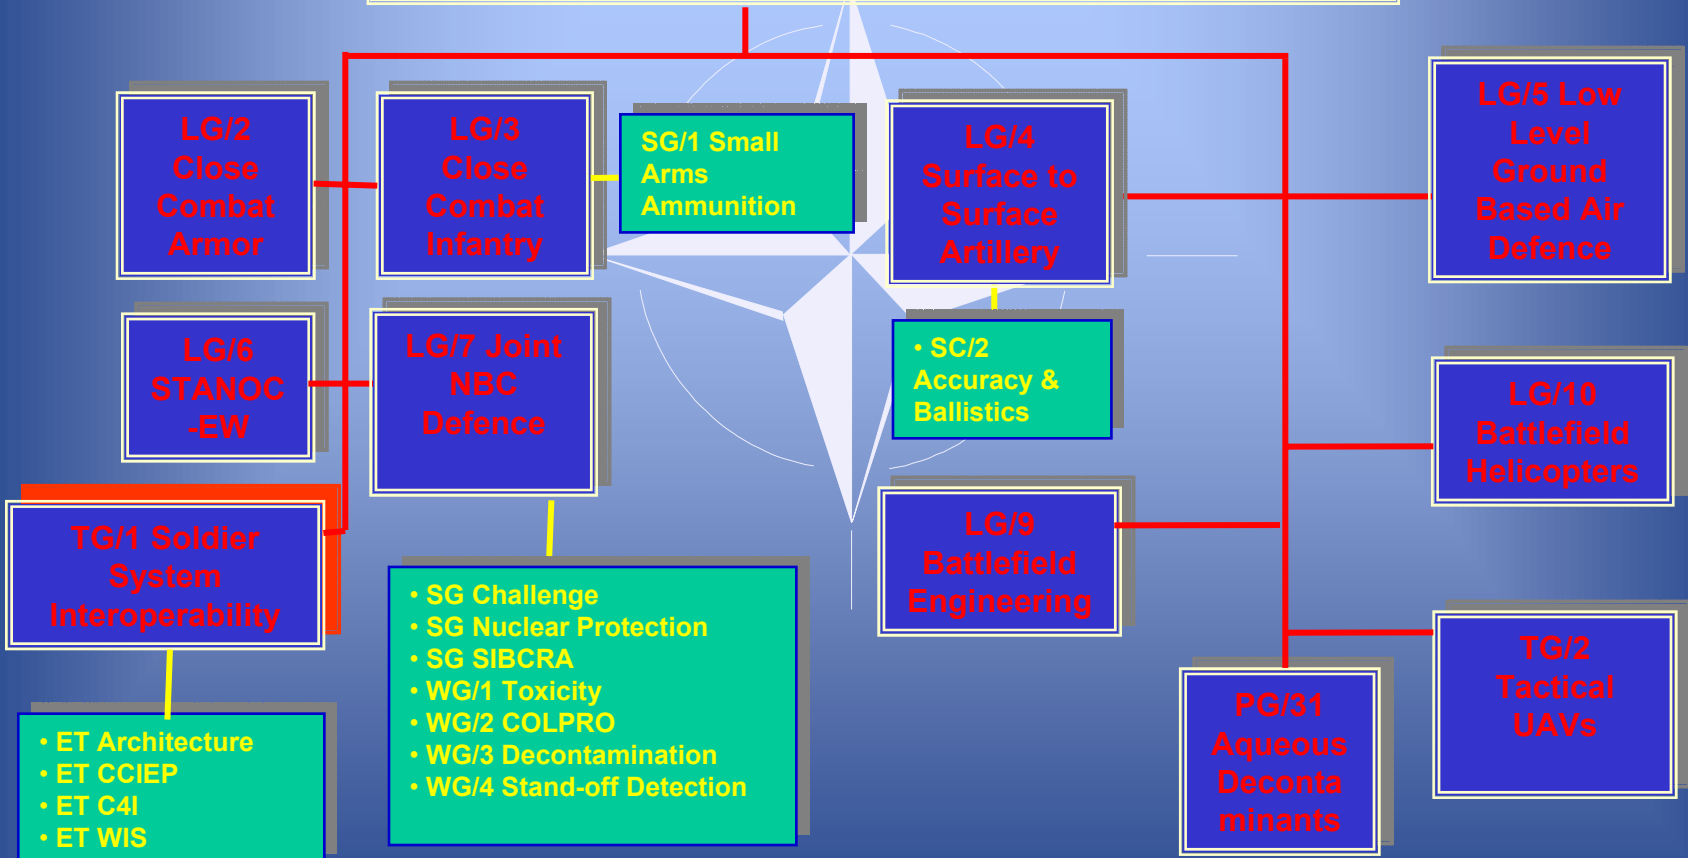 LG/2
Close
Combat
Armor
LG/3
Close
Combat
Infantry
SG/1 Small
Arms
Ammunition
LG/4
Surface to
Surface
Artillery
LG/5 Low
Level
Ground
Based Air
Defence
LG/6
STANOC
-EW
LG/7 Joint
NBC
Defence
• SC/2
Accuracy &
Ballistics
LG/10
Battlefield
Helicopters
TG/1 Soldier
System
Interoperability
• SG Challenge
• SG Nuclear Protection
• SG SIBCRA
• WG/1 Toxicity
• WG/2 COLPRO
• WG/3 Decontamination
• WG/4 Stand-off Detection
LG/9
Battlefield
Engineering
TG/2
Tactical
UAVs
PG/31
Aqueous
Deconta
minants
• ET Architecture
• ET CCIEP
• ET C4I
• ET WIS